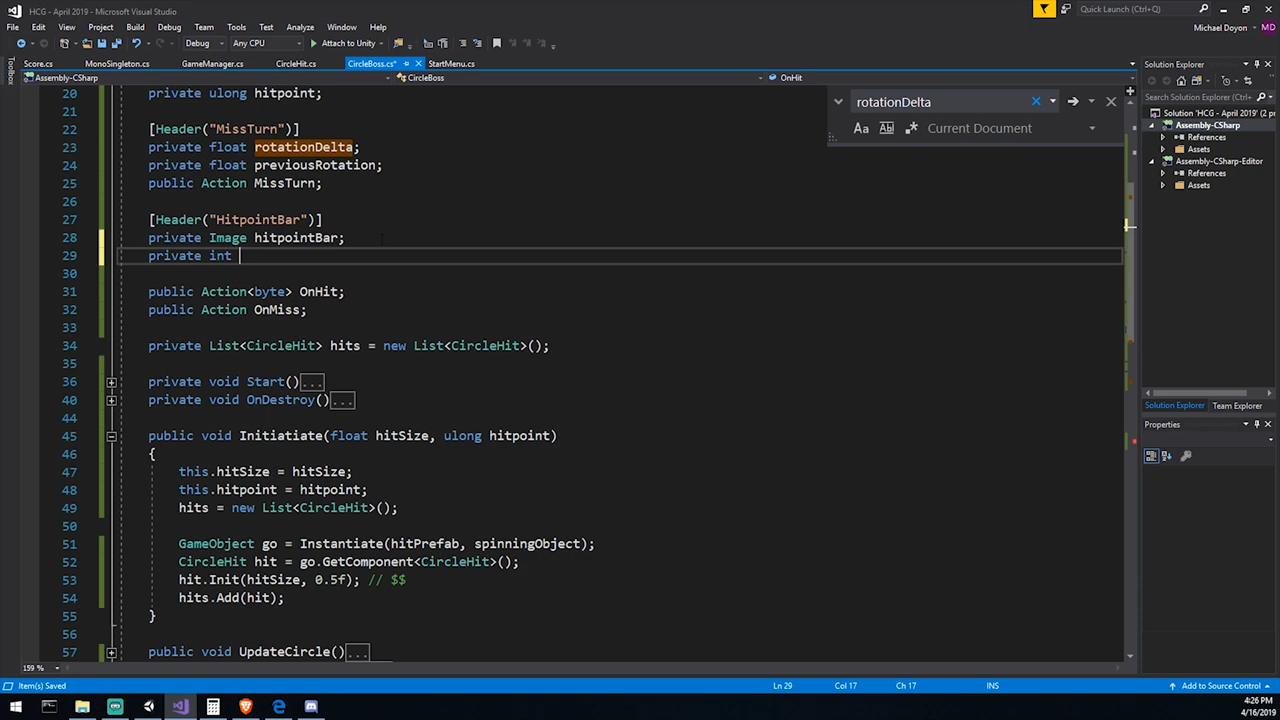 HCG - April 2019 - Microsoft Visual Studio
Quick Launch (Ctrl+Q)
File Edit View Project Build Debug Team Tools Test Analyze Window Help
Michael Doyon MD
Debug Any CPU Attach to Unity
Score.cs MonoSingleton.cs GameManager.cs CircleHit.cs CircleBoss.cs* StartMenu.cs
Solution Explorer
Assembly-CSharp CircleBoss OnHit
Toolbox
20 private ulong hitpoint;
21
22 [Header("MissTurn")]
23 private float rotationDelta;
24 private float previousRotation;
25 public Action MissTurn;
26
27 [Header("HitpointBar")]
28 private Image hitpointBar;
29 private int
30
31 public Action<byte> OnHit;
32 public Action OnMiss;
33
34 private List<CircleHit> hits = new List<CircleHit>();
35
36 private void Start()...
40 private void OnDestroy()...
44
45 public void Initiatiate(float hitSize, ulong hitpoint)
46 {
47 this.hitSize = hitSize;
48 this.hitpoint = hitpoint;
49 hits = new List<CircleHit>();
50
51 GameObject go = Instantiate(hitPrefab, spinningObject);
52 CircleHit hit = go.GetComponent<CircleHit>();
53 hit.Init(hitSize, 0.5f); // $$
54 hits.Add(hit);
55 }
56
57 public void UpdateCircle()...
rotationDelta
Aa Ab Current Document
Search Solution Explorer (Ctrl+;)
Solution 'HCG - April 2019' (2 p
Assembly-CSharp
References
Assets
Assembly-CSharp-Editor
References
Assets
Solution Explorer Team Explorer
Properties
159 %
Item(s) Saved Ln 29 Col 17 Ch 17 INS Add to Source Control
4:26 PM
4/16/2019